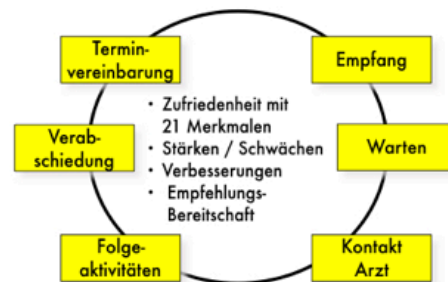 Termin-
vereinbarung
Empfang
• Zufriedenheit mit
21 Merkmalen
• Stärken / Schwächen
• Verbesserungen
• Empfehlungs-
Bereitschaft
Verab-
schiedung
Warten
Folge-
aktivitäten
Kontakt
Arzt